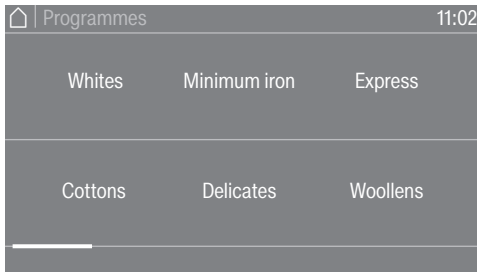 Programmes 11:02
Whites Minimum iron Express
Cottons Delicates Woollens